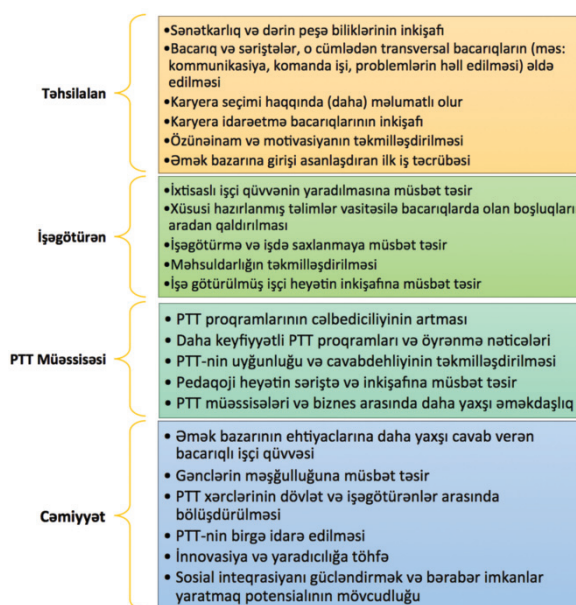 Təhsilalan
•Sənətkarlıq və dərin peşə biliklərinin inkişafı
•Bacarıq və səriştələr, o cümlədən transversal bacarıqların (məs:
kommunikasiya, komanda işi, problemlərin həll edilməsi) əldə
edilməsi
•Karyera seçimi haqqında (daha) məlumatlı olur
•Karyera idarəetmə bacarıqlarının inkişafı
•Özünəinam və motivasiyanın təkmilləşdirilməsi
•Əmək bazarına girişi asanlaşdıran ilk iş təcrübəsi
İşəgötürən
•İxtisaslı işçi qüvvənin yaradılmasına müsbət təsir
•Xüsusi hazırlanmış təlimlər vasitəsilə bacarıqlarda olan boşluqların
aradan qaldırılması
•İşəgötürmə və işdə saxlanmaya müsbət təsir
•Məhsuldarlığın təkmilləşdirilməsi
•İşə götürülmüş işçi heyətin inkişafına müsbət təsir
PTT Müəssisəsi
• PTT proqramlarının cəlbediciliyinin artması
• Daha keyfiyyətli PTT proqramları və öyrənmə nəticələri
• PTT-nin uyğunluğu və cavabdehliyinin təkmilləşdirilməsi
• Pedaqoji heyətin səriştə və inkişafına müsbət təsir
• PTT müəssisələri və biznes arasında daha yaxşı əməkdaşlıq
Cəmiyyət
• Əmək bazarının ehtiyaclarına daha yaxşı cavab verən
bacarıqlı işçi qüvvəsi
• Gənclərin məşğulluğuna müsbət təsir
• PTT xərclərinin dövlət və işəgötürənlər arasında
bölüşdürülməsi
• PTT-nin birgə idarə edilməsi
• İnnovasiya və yaradıcılığa töhfə
• Sosial inteqrasiyanı gücləndirmək və bərabər imkanlar
yaratmaq potensialının mövcudluğu